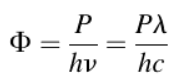 Φ = P/hν = Pλ/hc